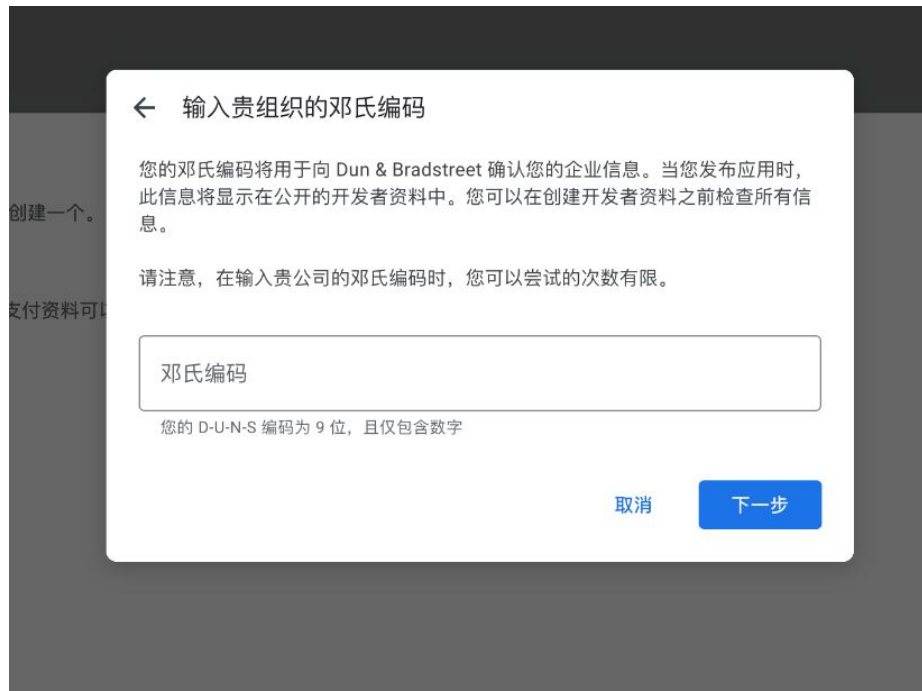 输入贵组织的邓氏编码
您的邓氏编码将用于向 Dun & Bradstreet 确认您的企业信息。当您发布应用时，
此信息将显示在公开的开发者资料中。您可以在创建开发者资料之前检查所有信
息。
创建一个。
请注意，在输入贵公司的邓氏编码时，您可以尝试的次数有限。
支付资料可
邓氏编码
您的 D-U-N-S 编码为 9 位，且仅包含数字
取消
下一步